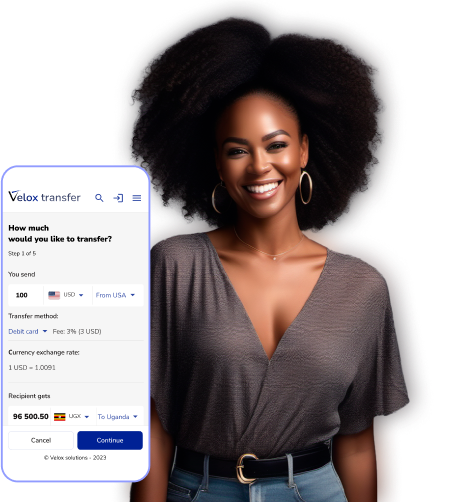 Velox transfer
How much
would you like to transfer?
Step 1 of 5
You send
100 USD From USA
Transfer method:
Debit card Fee: 3% (3 USD)
Currency exchange rate:
1 USD = 1.0091
Recipient gets
96 500.50 UGX To Uganda
Cancel Continue
© Velox solutions - 2023